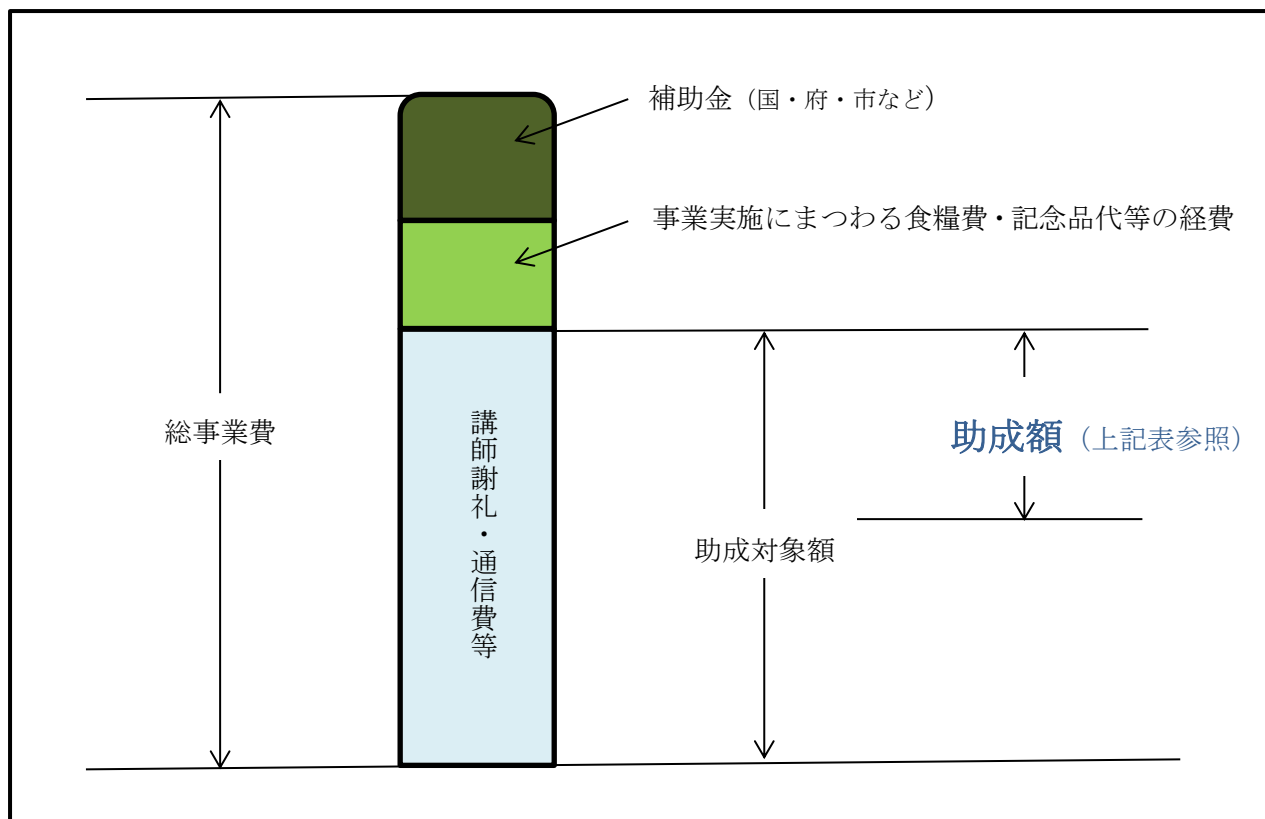 補助金（国・府・市など）
事業実施にまつわる食糧費・記念品代等の経費
総事業費
講師謝礼・通信費等
助成対象額
助成額（上記表参照）